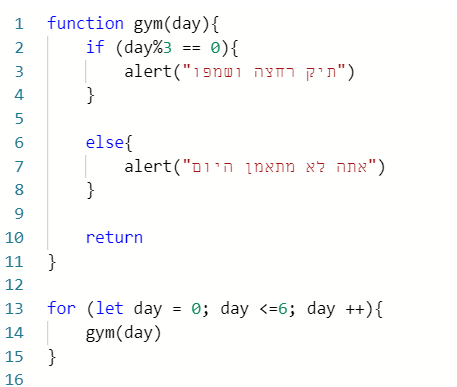 1 function gym(day){
2 if (day%3 == 0){
3 alert("תיק רחצה ושמפו")
4 }
5
6 else{
7 alert("אתה לא מתאמן היום")
8 }
9
10 return
11 }
12
13 for (let day = 0; day <=6; day ++){
14 gym(day)
15 }
16